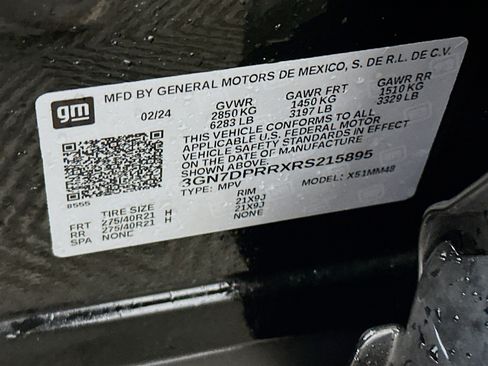 gm
MFD BY GENERAL MOTORS DE MEXICO, S. DE R.L. DE C.V.
02/24 GVWR GAWR FRT GAWR RR
2850 KG 1450 KG 1510 KG
6283 LB 3197 LB 3329 LB
THIS VEHICLE CONFORMS TO ALL
APPLICABLE U.S. FEDERAL MOTOR
VEHICLE SAFETY STANDARDS IN EFFECT
ON THE DATE OF MANUFACTURE
SHOWN ABOVE.
3GN7DPRRXRS215895
TYPE: MPV MODEL: X51MM48
8555
TIRE SIZE RIM
FRT 275/40R21 H 21X9J
RR 275/40R21 H 21X9J
SPA NONE NONE